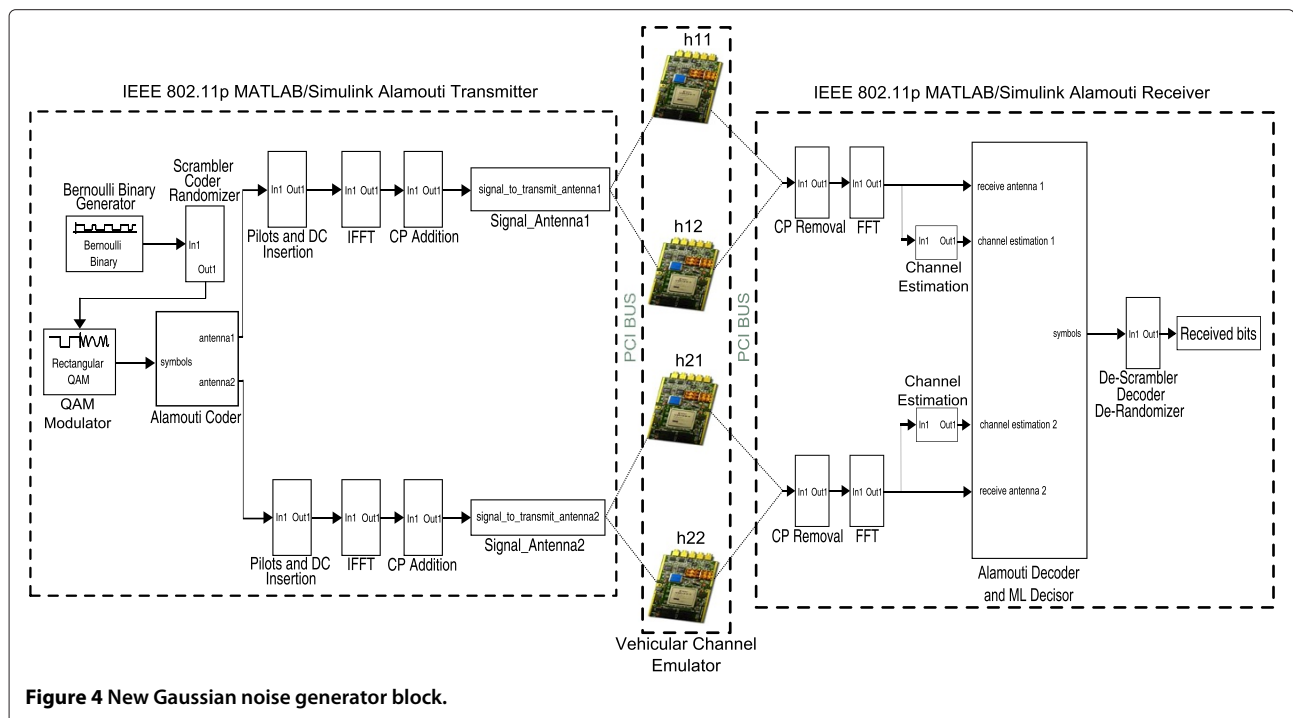 h11
IEEE 802.11p MATLAB/Simulink Alamouti Transmitter
IEEE 802.11p MATLAB/Simulink Alamouti Receiver
Scrambler
Coder
Randomizer
Bernoulli Binary
Generator
Bernoulli
Binary
In1
Out1
In1 Out1
Pilots and DC
Insertion
In1 Out1
IFFT
In1 Out1
CP Addition
signal_to_transmit_antenna1
Signal_Antenna1
h12
In1 Out1
CP Removal
In1 Out1
FFT
receive antenna 1
In1 Out1
Channel
Estimation
channel estimation 1
PCI BUS
PCI BUS
Rectangular
QAM
QAM
Modulator
symbols
antenna1
antenna2
Alamouti Coder
h21
symbols
In1 Out1
De-Scrambler
Decoder
De-Randomizer
Received bits
Channel
Estimation
In1 Out1
channel estimation 2
In1 Out1
Pilots and DC
Insertion
In1 Out1
IFFT
In1 Out1
CP Addition
signal_to_transmit_antenna2
Signal_Antenna2
h22
In1 Out1
CP Removal
In1 Out1
FFT
receive antenna 2
Alamouti Decoder
and ML Decisor
Vehicular Channel
Emulator
Figure 4 New Gaussian noise generator block.